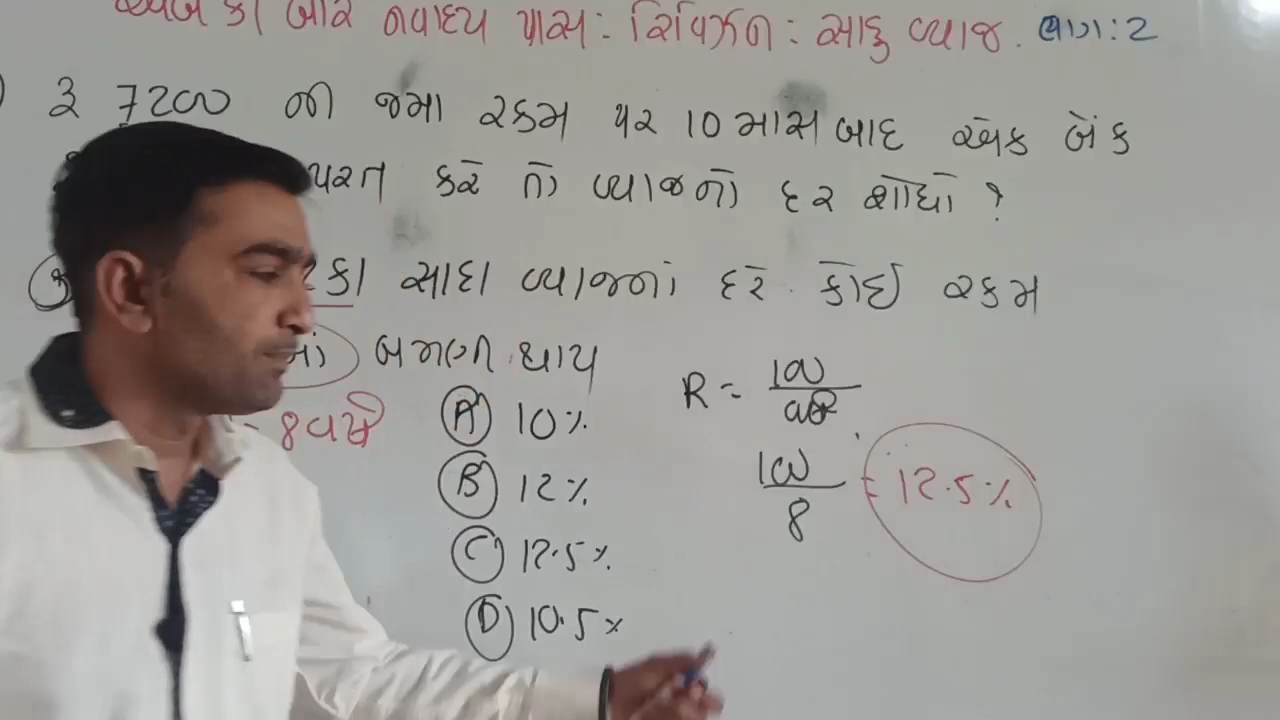 કા બાર નવોદય પાસ : રિવિઝન : સાદુ વ્યાજ . ભાગ : 2
રૂ 7200 ની જમા રકમ પર 10 માસ બાદ એક બેંક
પરત કરે તો વ્યાજનો દર શોધો ?
ટકા સાદા વ્યાજનાં દરે કોઈ રકમ
માં બમણી થાય
- 8 વર્ષે
(A) 10%
(B) 12%
(C) 12.5%
(D) 10.5%
R = 100 / વર્ષ
100 / 8 = 12.5%